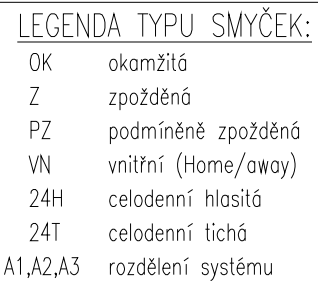 LEGENDA TYPU SMYČEK:
OK okamžitá
Z zpožděná
PZ podmíněně zpožděná
VN vnitřní (Home/away)
24H celodenní hlasitá
24T celodenní tichá
A1,A2,A3 rozdělení systému